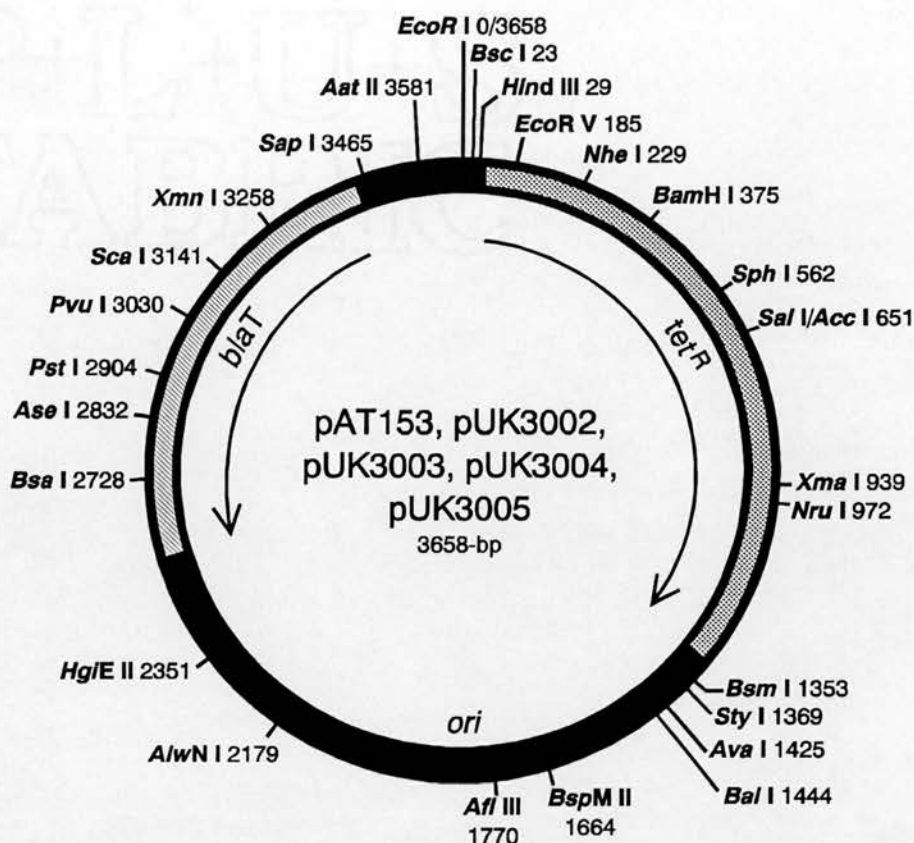 EcoR I 0/3658
Bsc I 23
Hind III 29
EcoR V 185
Nhe I 229
BamH I 375
Sph I 562
Sal I/Acc I 651
Xma I 939
Nru I 972
Bsm I 1353
Sty I 1369
Ava I 1425
Bal I 1444
BspM II
1664
Afl III
1770
AlwN I 2179
HgiE II 2351
Bsa I 2728
Ase I 2832
Pst I 2904
Pvu I 3030
Sca I 3141
Xmn I 3258
Sap I 3465
Aat II 3581
blaT
tetR
pAT153, pUK3002,
pUK3003, pUK3004,
pUK3005
3658-bp
ori